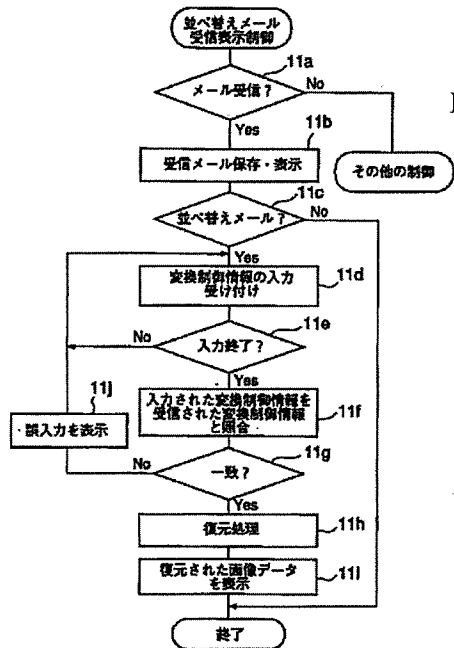 並べ替えメール
受信表示制御
11a
メール受信？
No
Yes
11b
受信メール保存・表示
その他の制御
11c
並べ替えメール？
No
Yes
変換制御情報の入力
受け付け
11d
11e
No
入力終了？
Yes
11j
誤入力を表示
入力された変換制御情報を
受信された変換制御情報
と照合
11f
11g
No
一致？
Yes
復元処理
11h
復元された画像データ
を表示
11i
終了